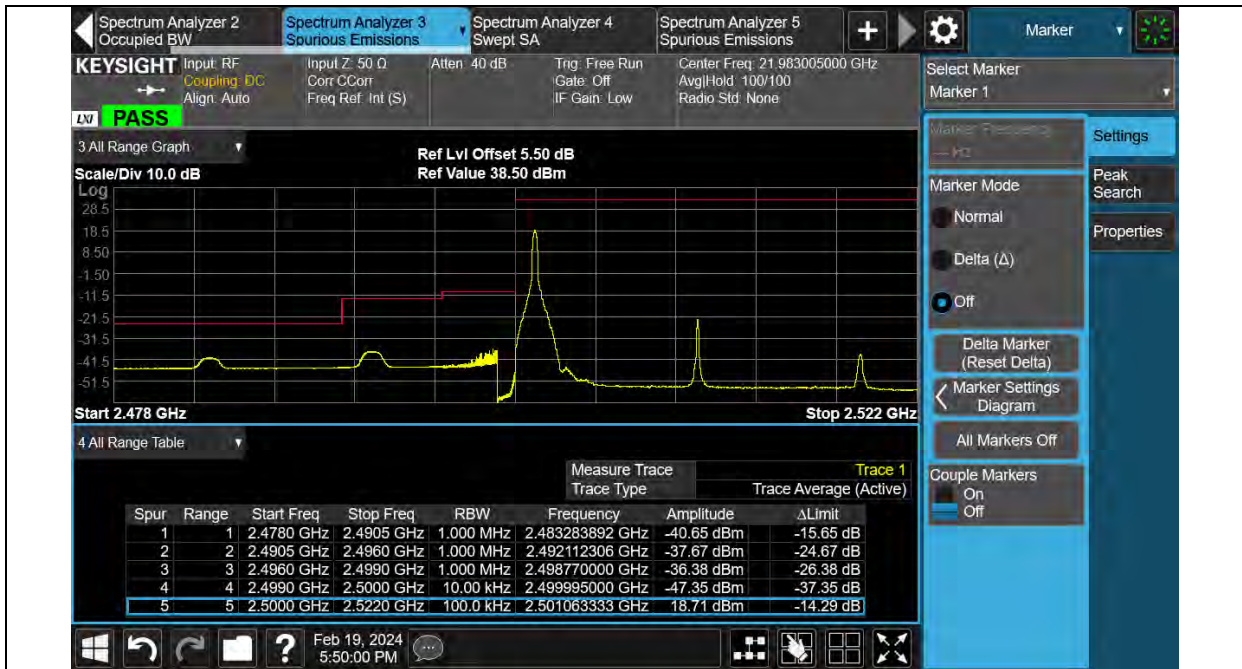 Spectrum Analyzer 2
Occupied BW
Spectrum Analyzer 3
Spurious Emissions
Spectrum Analyzer 4
Swept SA
Spectrum Analyzer 5
Spurious Emissions
+
Marker
KEYSIGHT
Input: RF
Coupling: DC
Align: Auto
Input Z: 50 Ω
Corr CCorr
Freq Ref: Int (S)
Atten: 40 dB
Trig: Free Run
Gate: Off
IF Gain: Low
Center Freq: 21.983005000 GHz
Avg|Hold: 100/100
Radio Std: None
LXI PASS
Select Marker
Marker 1
Marker Frequency
--- Hz
Settings
Marker Mode
Normal
Delta (Δ)
Off
Peak
Search
Properties
Delta Marker
(Reset Delta)
Marker Settings
Diagram
All Markers Off
Couple Markers
On
Off
3 All Range Graph
Ref Lvl Offset 5.50 dB
Scale/Div 10.0 dB Ref Value 38.50 dBm
Log
28.5
18.5
8.50
-1.50
-11.5
-21.5
-31.5
-41.5
-51.5
Start 2.478 GHz Stop 2.522 GHz
4 All Range Table
Measure Trace Trace 1
Trace Type Trace Average (Active)
Spur Range Start Freq Stop Freq RBW Frequency Amplitude ΔLimit
1 1 2.4780 GHz 2.4905 GHz 1.000 MHz 2.483283892 GHz -40.65 dBm -15.65 dB
2 2 2.4905 GHz 2.4960 GHz 1.000 MHz 2.492112306 GHz -37.67 dBm -24.67 dB
3 3 2.4960 GHz 2.4990 GHz 1.000 MHz 2.498770000 GHz -36.38 dBm -26.38 dB
4 4 2.4990 GHz 2.5000 GHz 10.00 kHz 2.499995000 GHz -47.35 dBm -37.35 dB
5 5 2.5000 GHz 2.5220 GHz 100.0 kHz 2.501063333 GHz 18.71 dBm -14.29 dB
?
Feb 19, 2024
5:50:00 PM